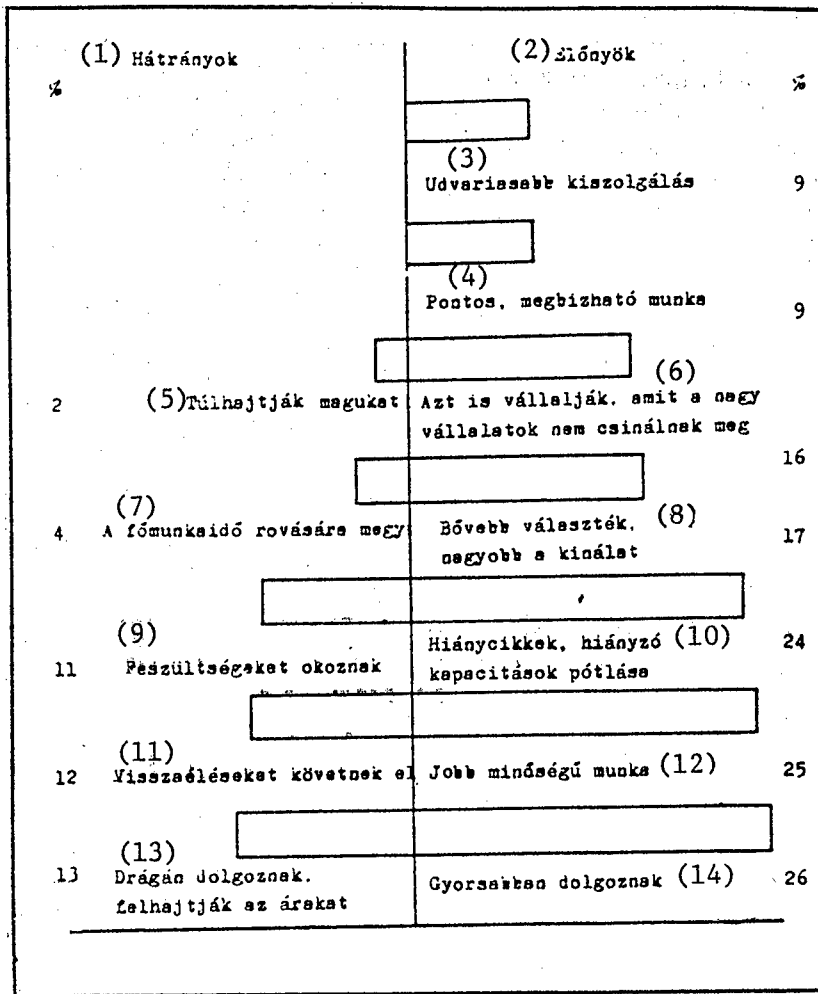 (1) Hátrányok (2) Előnyök
% %
(3)
Udvariasabb kiszolgálás 9
(4)
Pontos, megbizható munka 9
(6)
2 (5) Túlhajtják magukat Azt is vállalják, amit a nagy
vállalatok nem csinálnak meg
16
(7)
4 A főmunkaidő rovására megy Bővebb választék, (8) 17
nagyobb a kinálat
(9)
Hiánycikkek, hiányzó (10) 24
11 Feszültségeket okoznak kapacitások pótlása
(11)
12 Visszaéléseket követnek el Jobb minőségű munka (12) 25
(13)
13 Drágán dolgoznak, Gyorsabban dolgoznak (14) 26
felhajtják az árakat